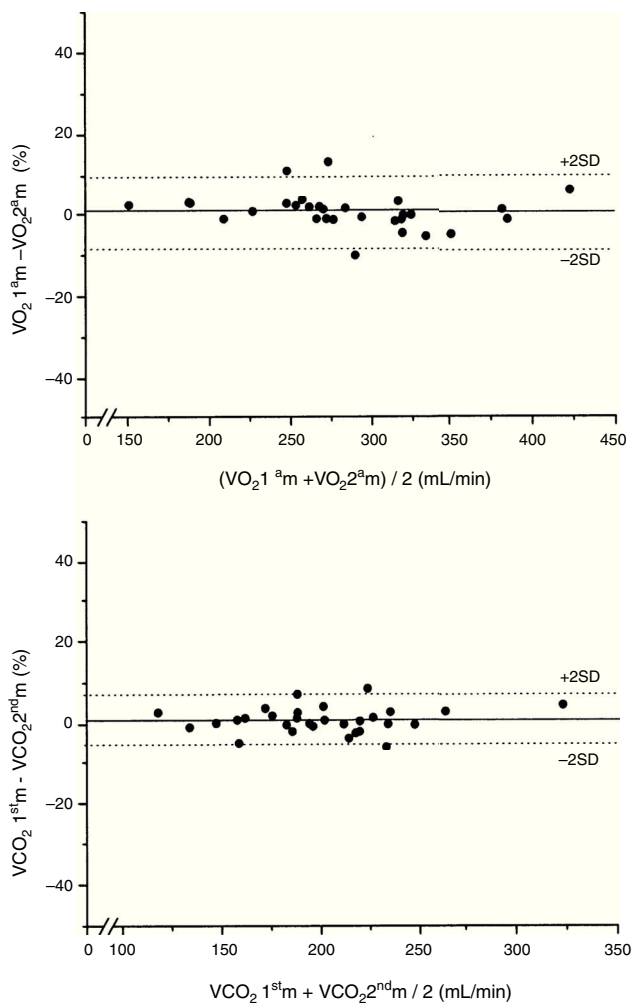 40
20
0
–20
–40
VO2 1am –VO22am (%)
+2SD
–2SD
0 150 200 250 300 350 400 450
(VO21 am +VO22am) / 2 (mL/min)
40
20
0
–20
–40
VCO2 1stm - VCO22ndm (%)
+2SD
–2SD
0 100 150 200 250 300 350
VCO2 1stm + VCO22ndm / 2 (mL/min)